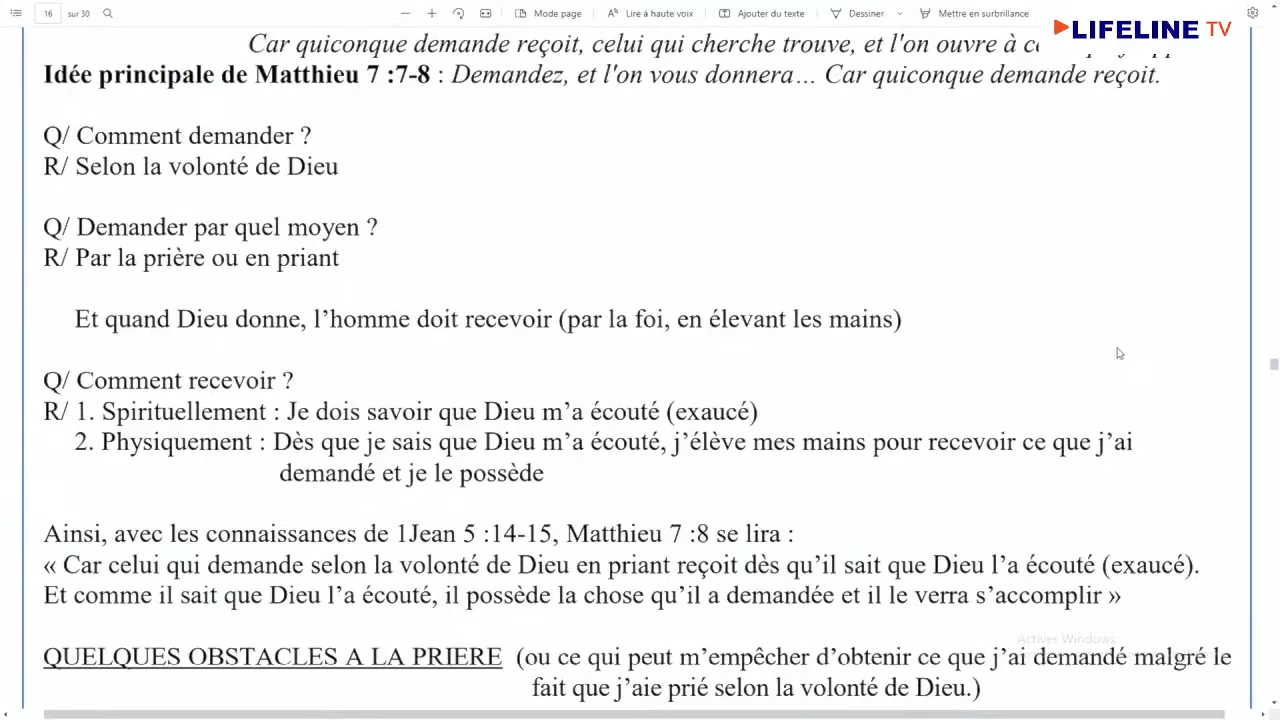 16 sur 30 Mode page Lire à haute voix Ajouter du texte Dessiner Mettre en surbrillance
LIFELINE TV
Car quiconque demande reçoit, celui qui cherche trouve, et l'on ouvre à
Idée principale de Matthieu 7 :7-8 : Demandez, et l'on vous donnera… Car quiconque demande reçoit.
Q/ Comment demander ?
R/ Selon la volonté de Dieu
Q/ Demander par quel moyen ?
R/ Par la prière ou en priant
Et quand Dieu donne, l’homme doit recevoir (par la foi, en élevant les mains)
Q/ Comment recevoir ?
R/ 1. Spirituellement : Je dois savoir que Dieu m’a écouté (exaucé)
2. Physiquement : Dès que je sais que Dieu m’a écouté, j’élève mes mains pour recevoir ce que j’ai
demandé et je le possède
Ainsi, avec les connaissances de 1Jean 5 :14-15, Matthieu 7 :8 se lira :
« Car celui qui demande selon la volonté de Dieu en priant reçoit dès qu’il sait que Dieu l’a écouté (exaucé).
Et comme il sait que Dieu l’a écouté, il possède la chose qu’il a demandée et il le verra s’accomplir »
Activer Windows
QUELQUES OBSTACLES A LA PRIERE (ou ce qui peut m’empêcher d’obtenir ce que j’ai demandé malgré le
fait que j’aie prié selon la volonté de Dieu.)